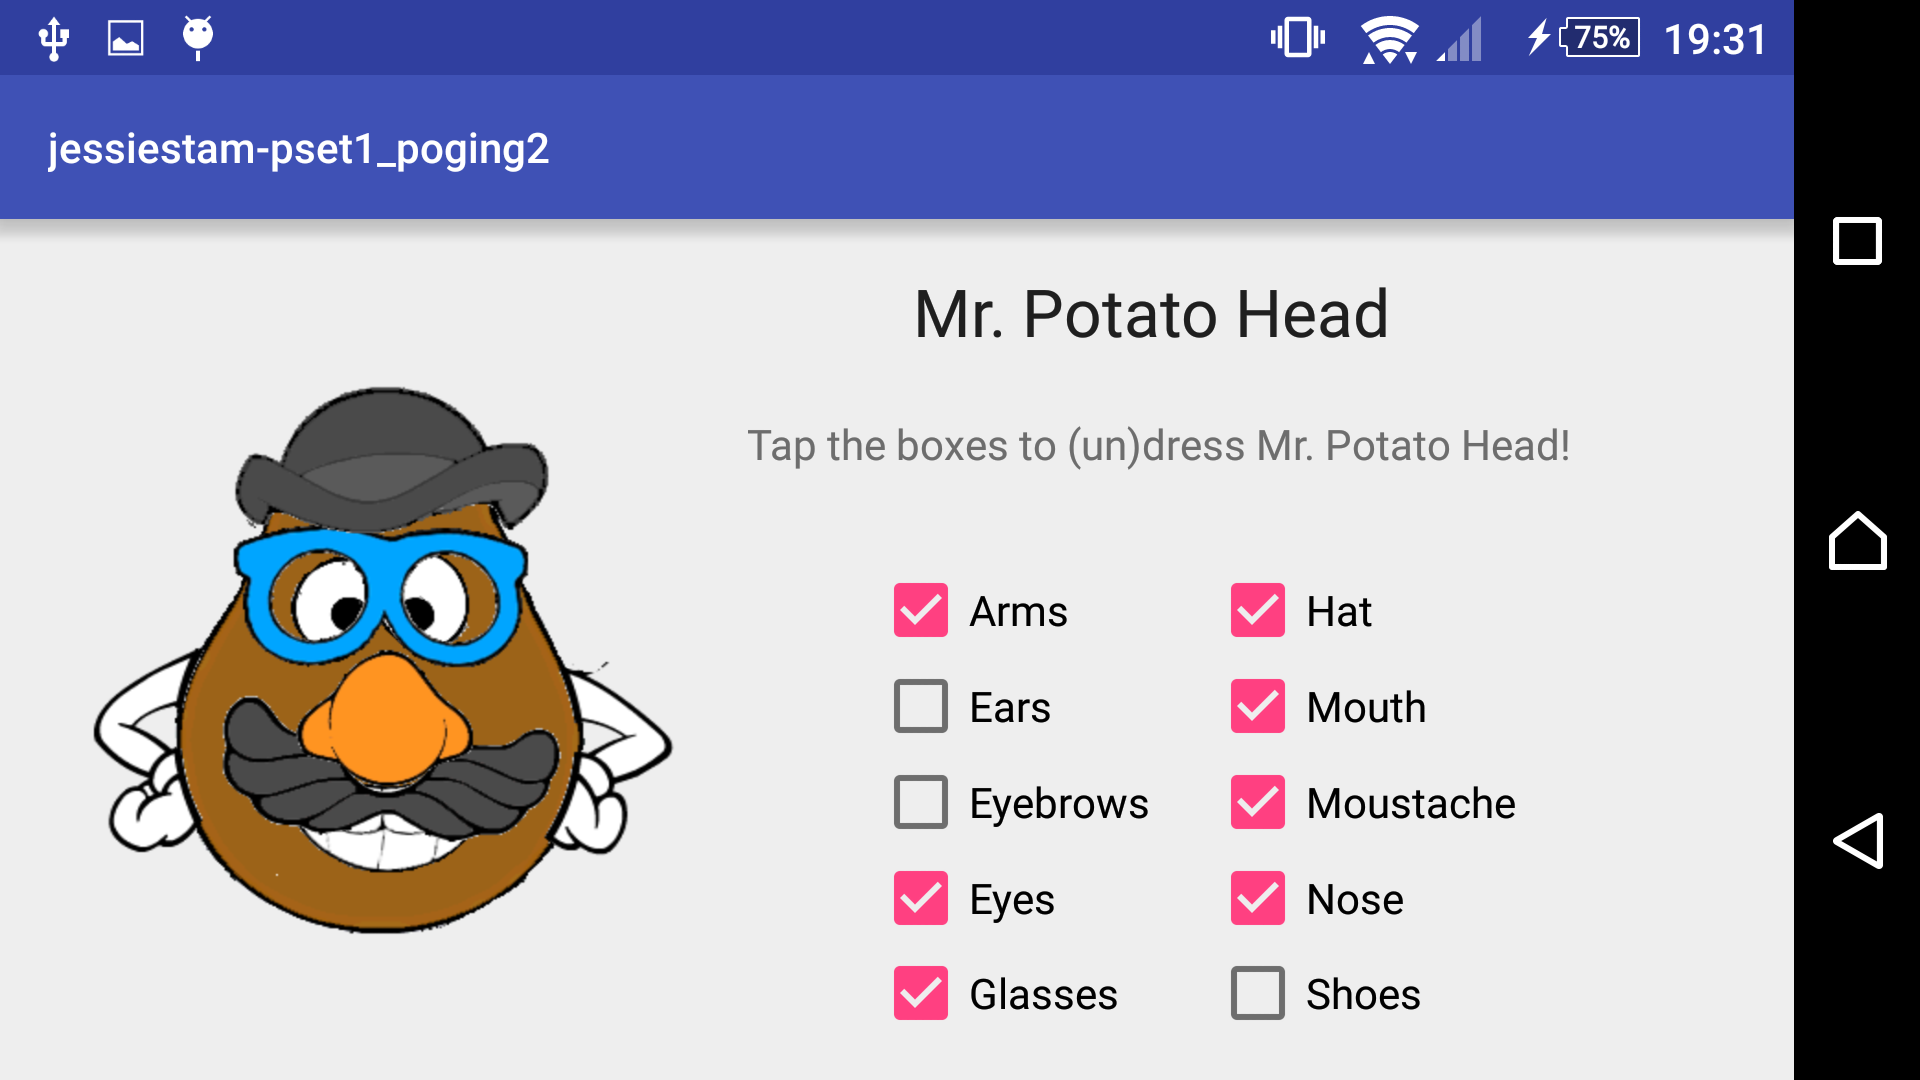 75% 19:31
jessiestam-pset1_poging2
Mr. Potato Head
Tap the boxes to (un)dress Mr. Potato Head!
Arms
Hat
Ears
Mouth
Eyebrows
Moustache
Eyes
Nose
Glasses
Shoes